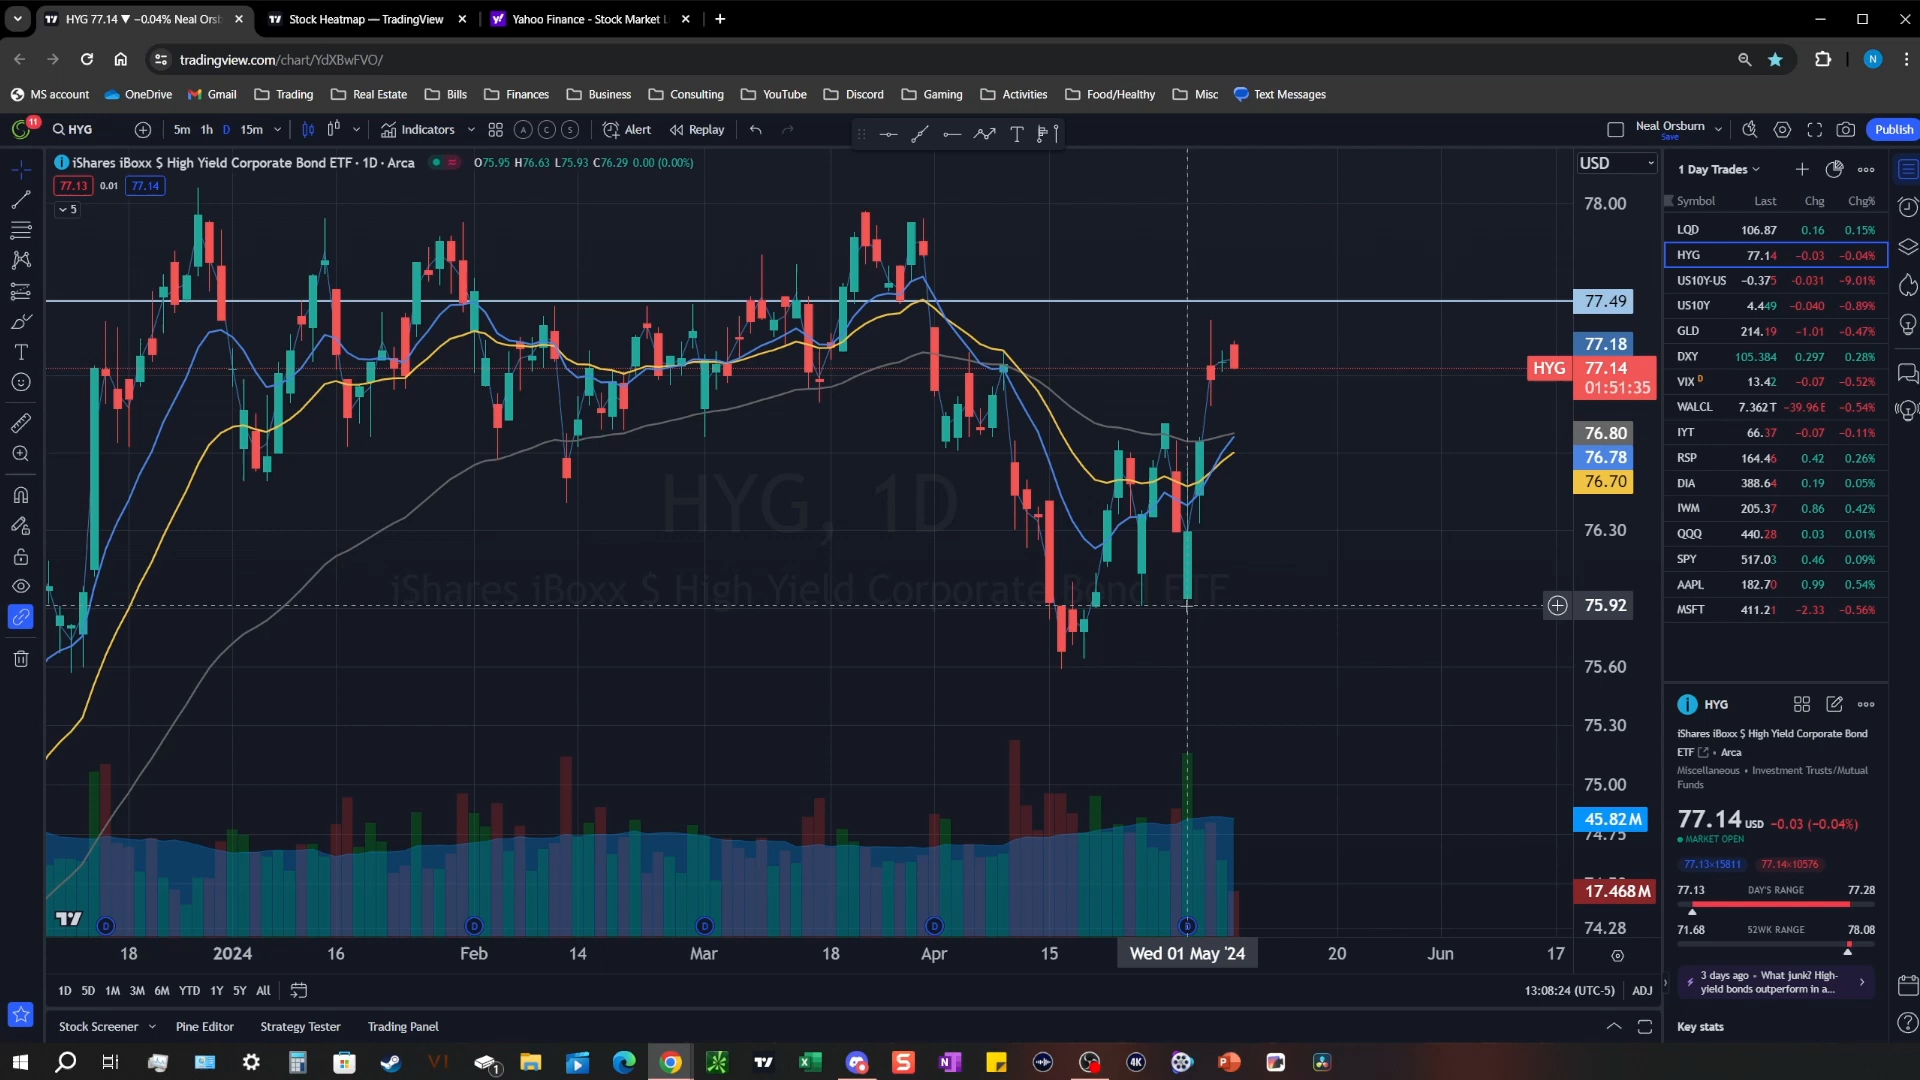 HYG 77.14 ▼ −0.04% Neal Orsb
Stock Heatmap — TradingView
Yahoo Finance - Stock Market L
tradingview.com/chart/YdXBwFVO/
N
MS account
OneDrive
Gmail
Trading
Real Estate
Bills
Finances
Business
Consulting
YouTube
Discord
Gaming
Activities
Food/Healthy
Misc
Text Messages
11
HYG
5m 1h D 15m
Indicators
A C S
Alert
Replay
T
Neal Orsburn
Save
Publish
iShares iBoxx $ High Yield Corporate Bond ETF · 1D · Arca
O75.95 H76.63 L75.93 C76.29 0.00 (0.00%)
77.13 0.01 77.14
5
HYG, 1D
iShares iBoxx $ High Yield Corporate Bond ETF
USD
78.00
77.49
77.18
HYG 77.14
01:51:35
76.80
76.78
76.70
76.30
75.92
75.60
75.30
75.00
45.82M
74.75
17.468M
74.28
D D D D D
18 2024 16 Feb 14 Mar 18 Apr 15 Wed 01 May '24 20 Jun 17
1D 5D 1M 3M 6M YTD 1Y 5Y All
13:08:24 (UTC-5) ADJ
Stock Screener
Pine Editor
Strategy Tester
Trading Panel
1 Day Trades
Symbol Last Chg Chg%
LQD 106.87 0.16 0.15%
HYG 77.14 −0.03 −0.04%
US10Y-US −0.375 −0.031 −9.01%
US10Y 4.449 −0.040 −0.89%
GLD 214.19 −1.01 −0.47%
DXY 105.384 0.297 0.28%
VIX D 13.42 −0.07 −0.52%
WALCL 7.362T −39.96E −0.54%
IYT 66.37 −0.07 −0.11%
RSP 164.46 0.42 0.26%
DIA 388.64 0.19 0.05%
IWM 205.37 0.86 0.42%
QQQ 440.28 0.03 0.01%
SPY 517.03 0.46 0.09%
AAPL 182.70 0.99 0.54%
MSFT 411.21 −2.33 −0.56%
HYG
iShares iBoxx $ High Yield Corporate Bond
ETF • Arca
Miscellaneous • Investment Trusts/Mutual
Funds
77.14 USD −0.03 (−0.04%)
MARKET OPEN
77.13×15811 77.14×10576
77.13 DAY'S RANGE 77.28
71.68 52WK RANGE 78.08
3 days ago • What junk? High-
yield bonds outperform in a...
Key stats